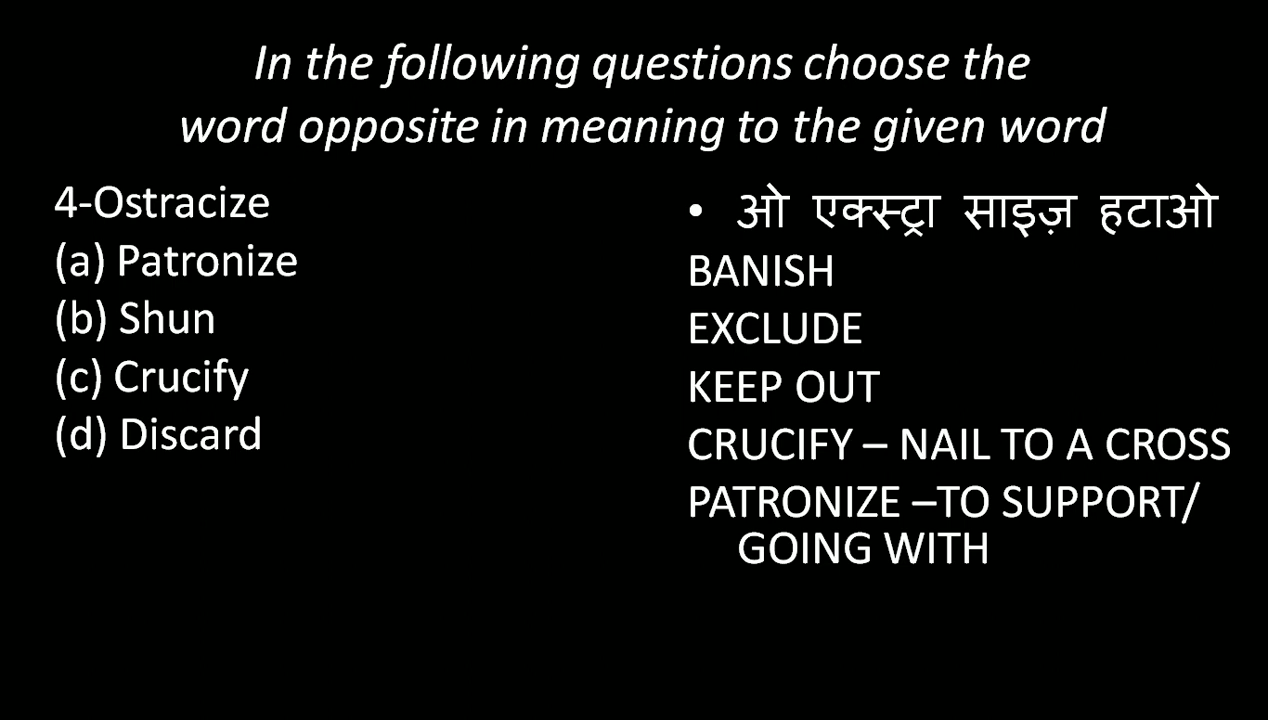 In the following questions choose the
word opposite in meaning to the given word
4-Ostracize
(a) Patronize
(b) Shun
(c) Crucify
(d) Discard
• ओ एक्स्ट्रा साइज़ हटाओ
BANISH
EXCLUDE
KEEP OUT
CRUCIFY – NAIL TO A CROSS
PATRONIZE –TO SUPPORT/
GOING WITH